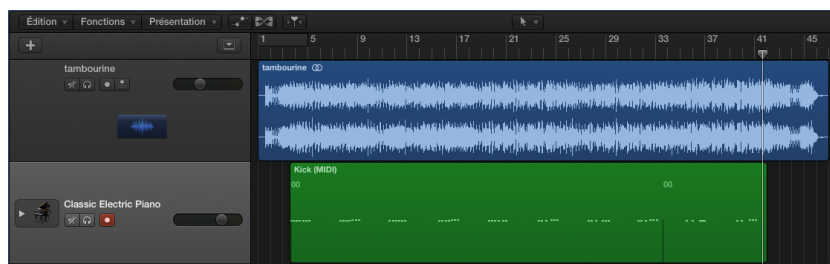 Édition Fonctions Présentation
1 5 9 13 17 21 25 29 33 37 41 45
tambourine
tambourine
Kick (MIDI)
00 00
Classic Electric Piano